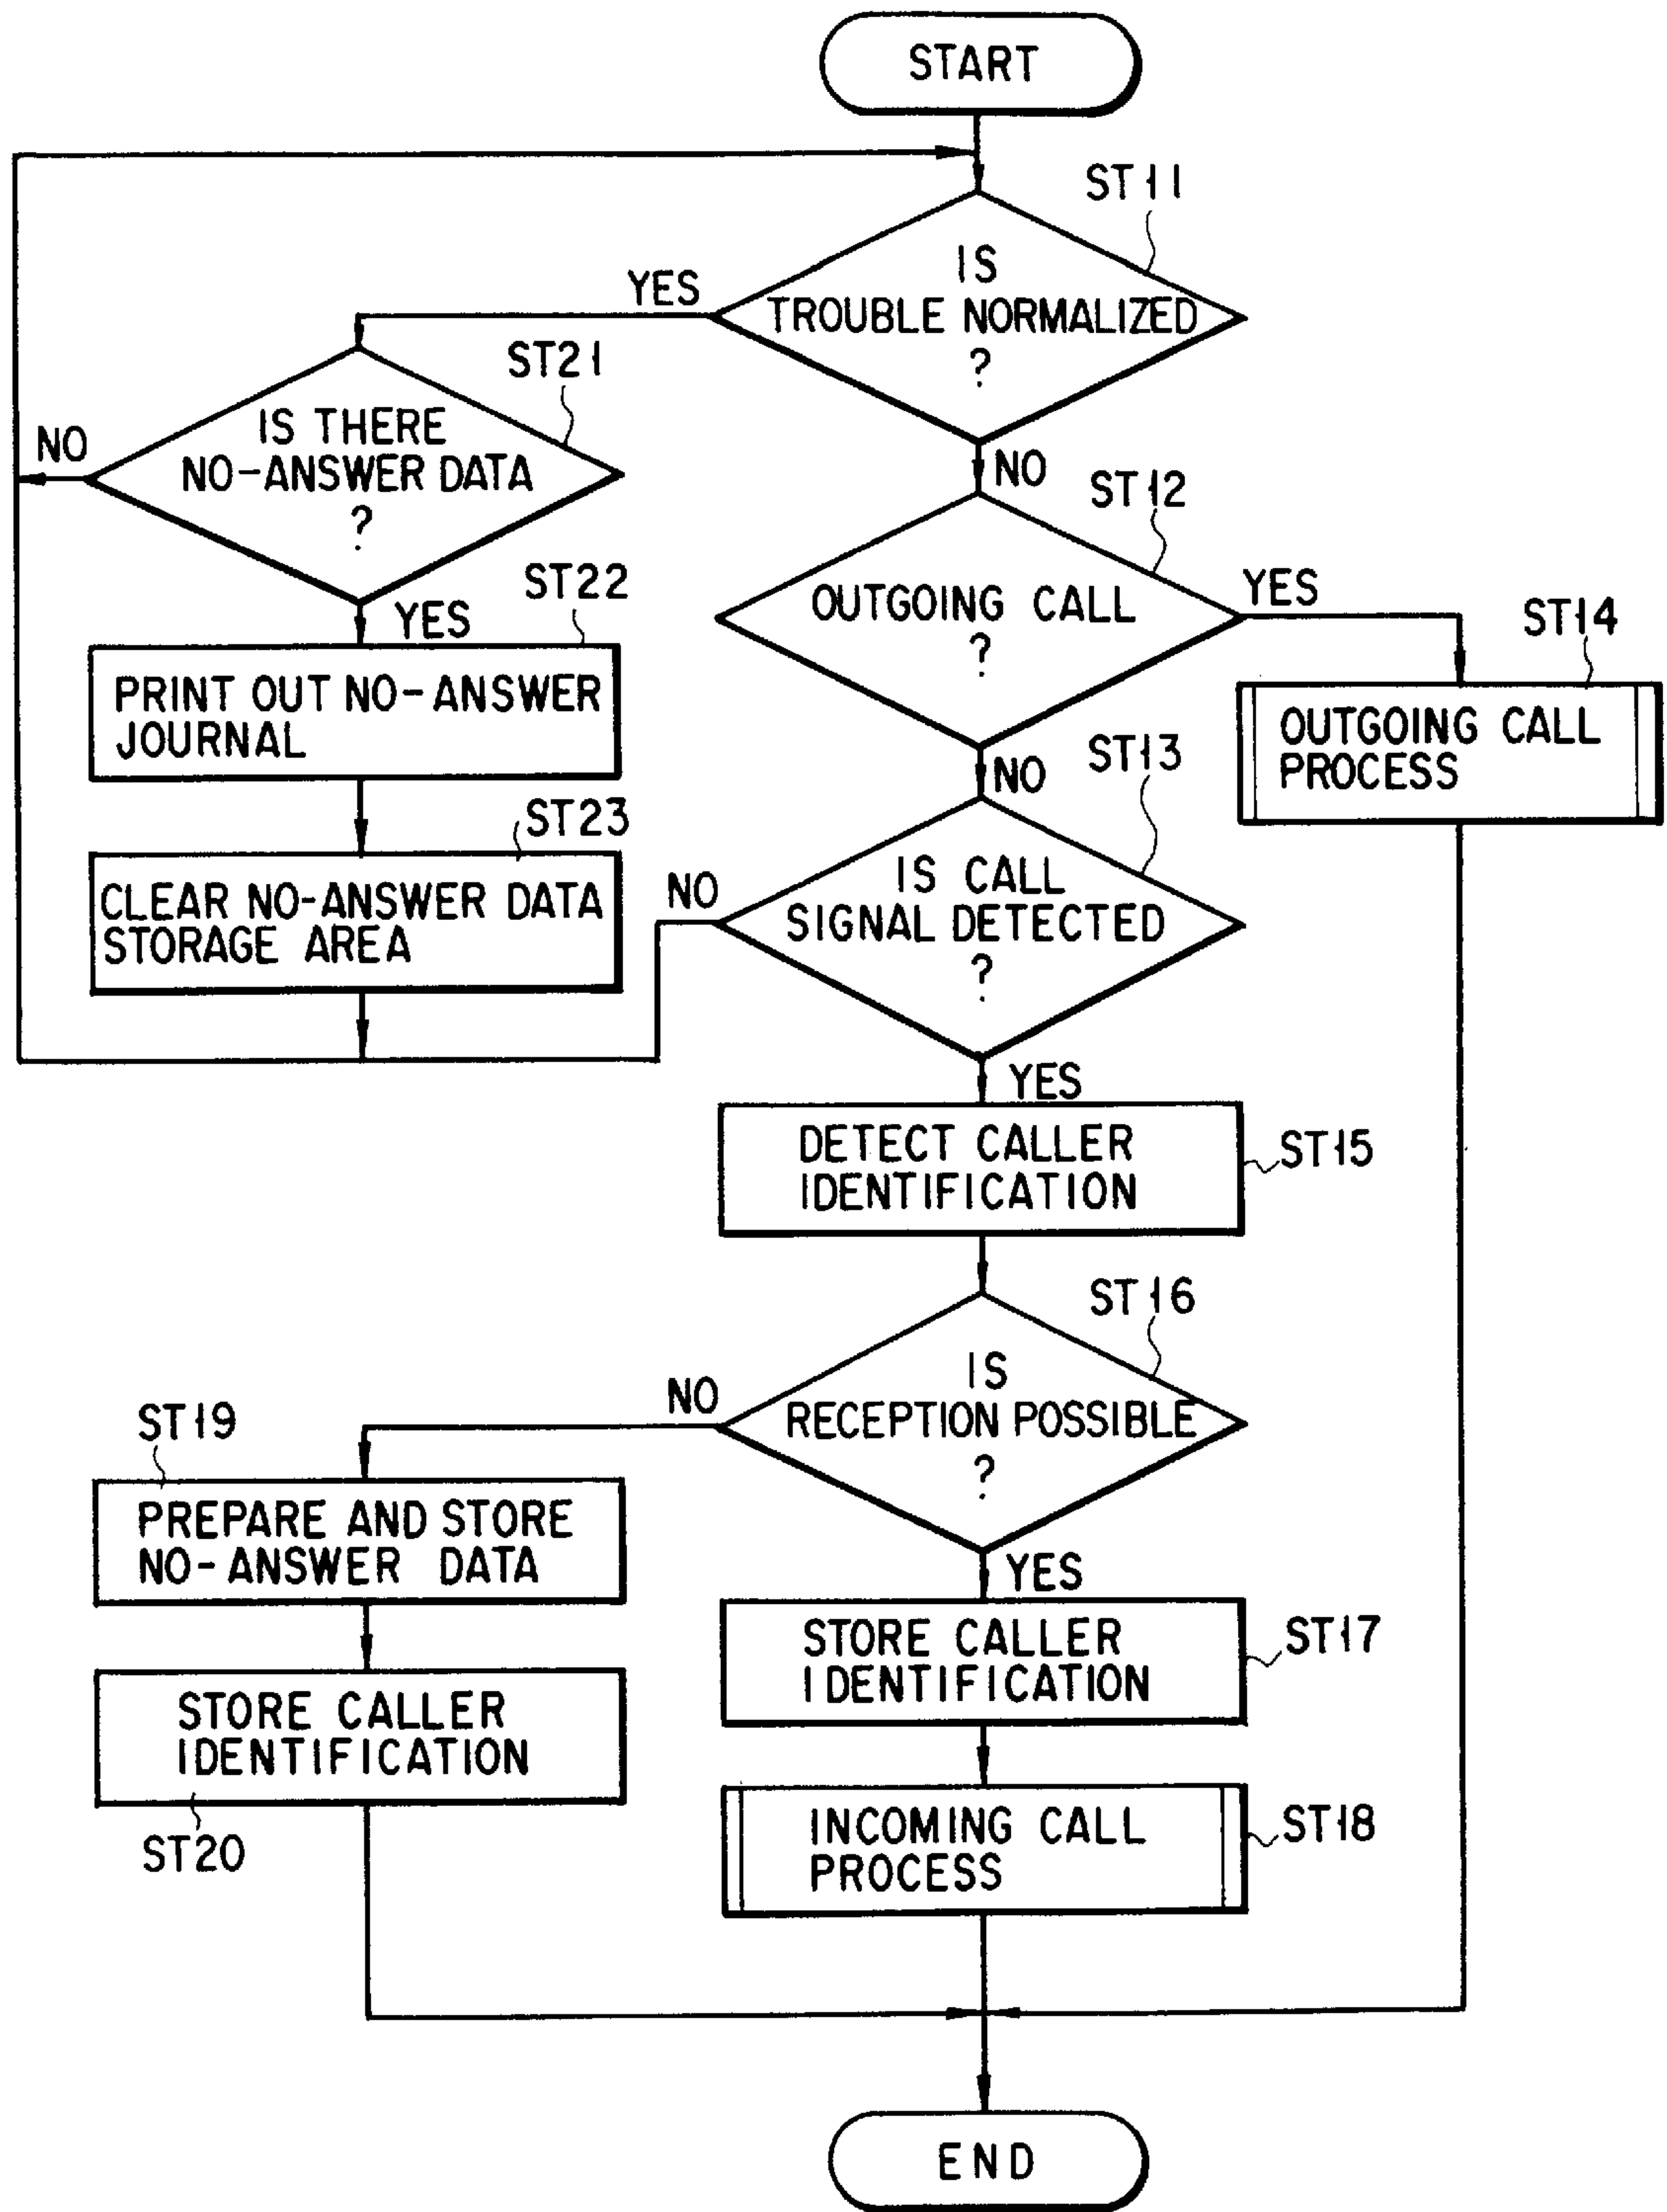 START
ST11
IS
TROUBLE NORMALIZED
?
YES
NO
ST21
IS THERE
NO-ANSWER DATA
?
NO
YES
ST12
OUTGOING CALL
?
YES
NO
ST14
OUTGOING CALL
PROCESS
ST22
PRINT OUT NO-ANSWER
JOURNAL
ST23
CLEAR NO-ANSWER DATA
STORAGE AREA
ST13
IS CALL
SIGNAL DETECTED
?
NO
YES
DETECT CALLER
IDENTIFICATION
ST15
ST16
IS
RECEPTION POSSIBLE
?
NO
YES
ST19
PREPARE AND STORE
NO-ANSWER DATA
STORE CALLER
IDENTIFICATION
ST20
STORE CALLER
IDENTIFICATION
ST17
INCOMING CALL
PROCESS
ST18
END